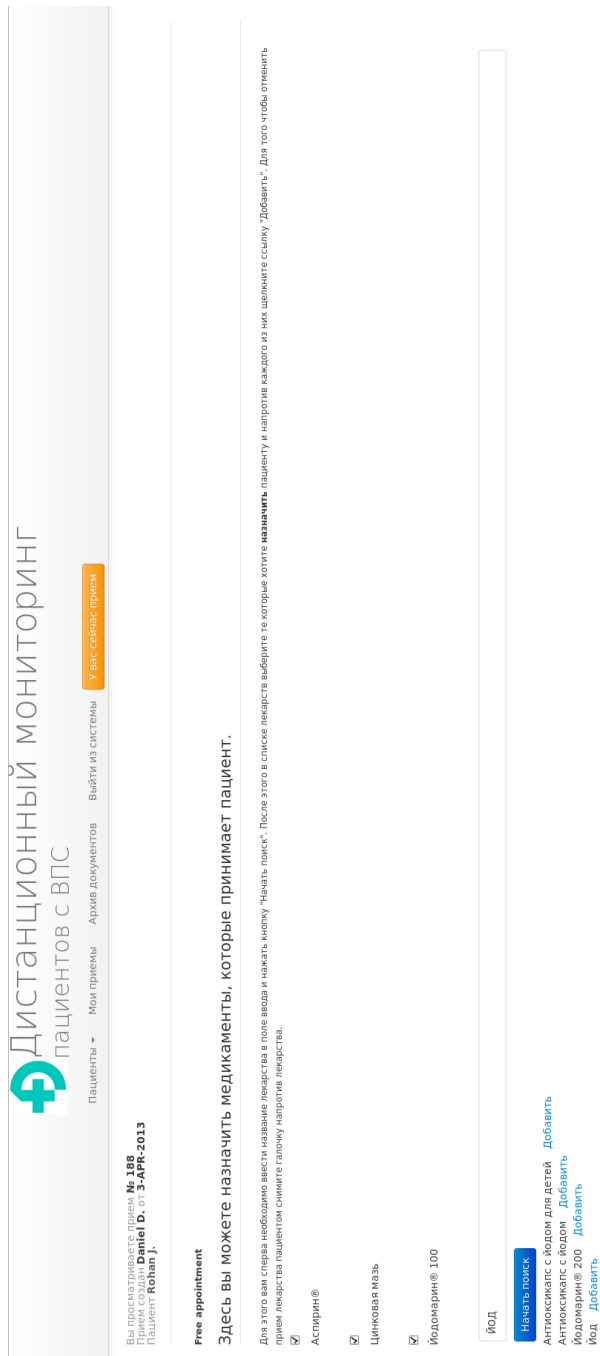 Дистанционный мониторинг
пациентов с ВПС
Пациенты Мои приемы Архив документов Выйти из системы У вас сейчас прием
Вы просматриваете прием № 188
Прием создан Daniel D. от 3-APR-2013
Пациент Rohan J.
Free appointment
Здесь вы можете назначить медикаменты, которые принимает пациент.
Для этого вам сперва необходимо ввести название лекарства в поле ввода и нажать кнопку "Начать поиск". После этого в списке лекарств выберите те которые хотите назначить пациенту и напротив каждого из них щелкните ссылку "Добавить". Для того чтобы отменить
прием лекарства пациентом снимите галочку напротив лекарства.
Аспирин®
Цинковая мазь
Йодомарин® 100
йод
Начать поиск
Антиоксикапс с йодом для детей Добавить
Антиоксикапс с йодом Добавить
Йодомарин® 200 Добавить
Йод Добавить